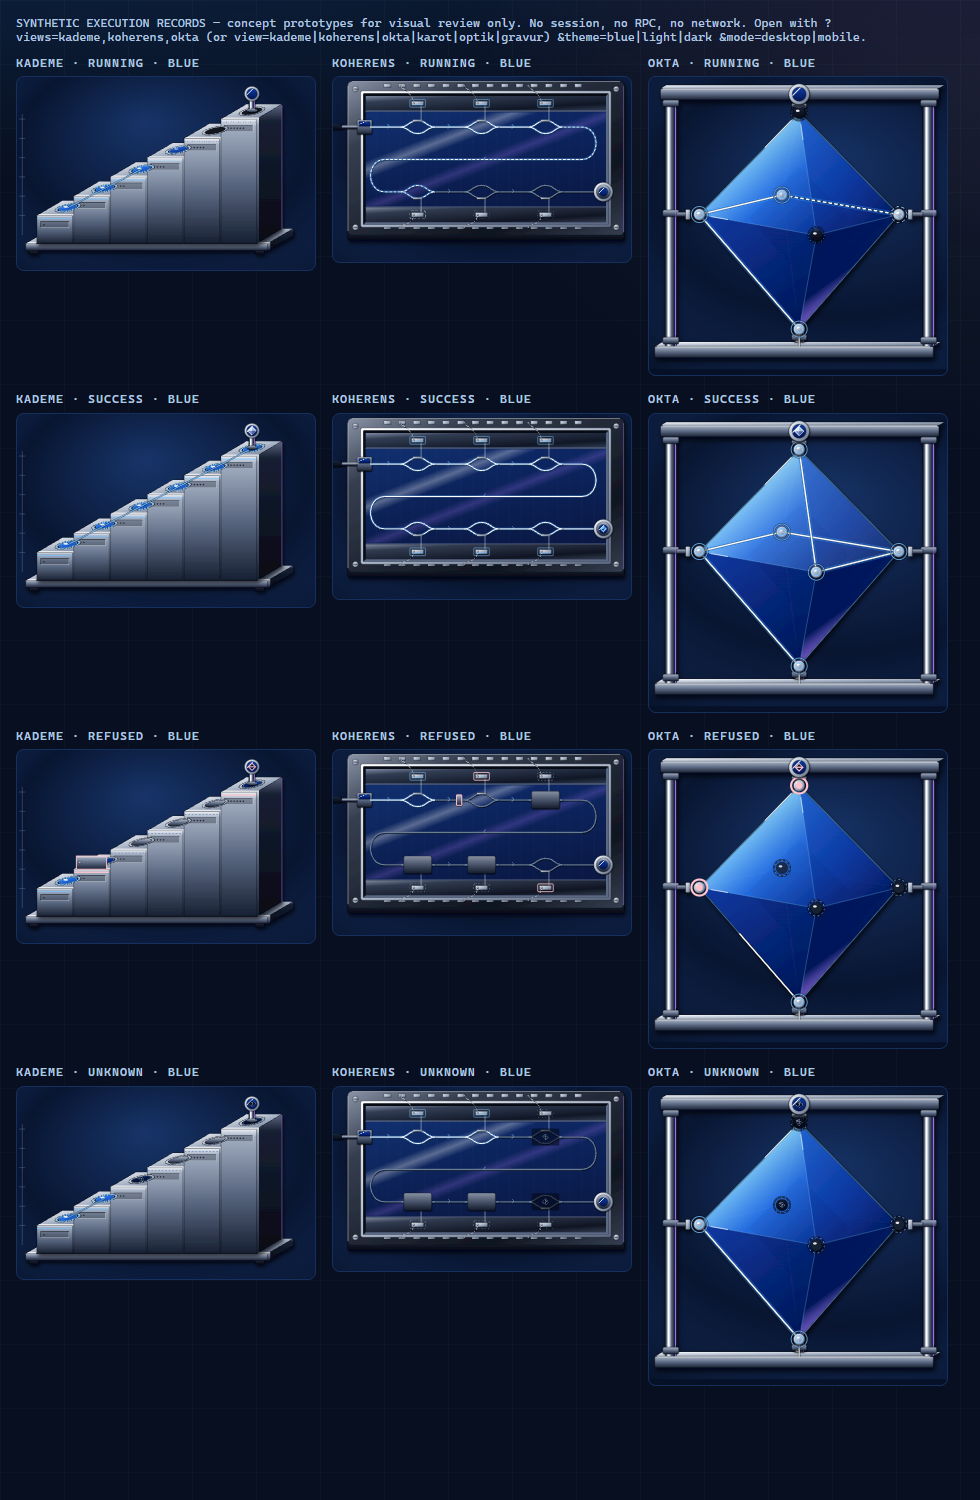 SYNTHETIC EXECUTION RECORDS — concept prototypes for visual review only. No session, no RPC, no network. Open with ?
views=kademe,koherens,okta (or view=kademe|koherens|okta|karot|optik|gravur) &theme=blue|light|dark &mode=desktop|mobile.
KADEME · RUNNING · BLUE
KOHERENS · RUNNING · BLUE
OKTA · RUNNING · BLUE
KADEME · SUCCESS · BLUE
KOHERENS · SUCCESS · BLUE
OKTA · SUCCESS · BLUE
KADEME · REFUSED · BLUE
KOHERENS · REFUSED · BLUE
OKTA · REFUSED · BLUE
KADEME · UNKNOWN · BLUE
KOHERENS · UNKNOWN · BLUE
OKTA · UNKNOWN · BLUE